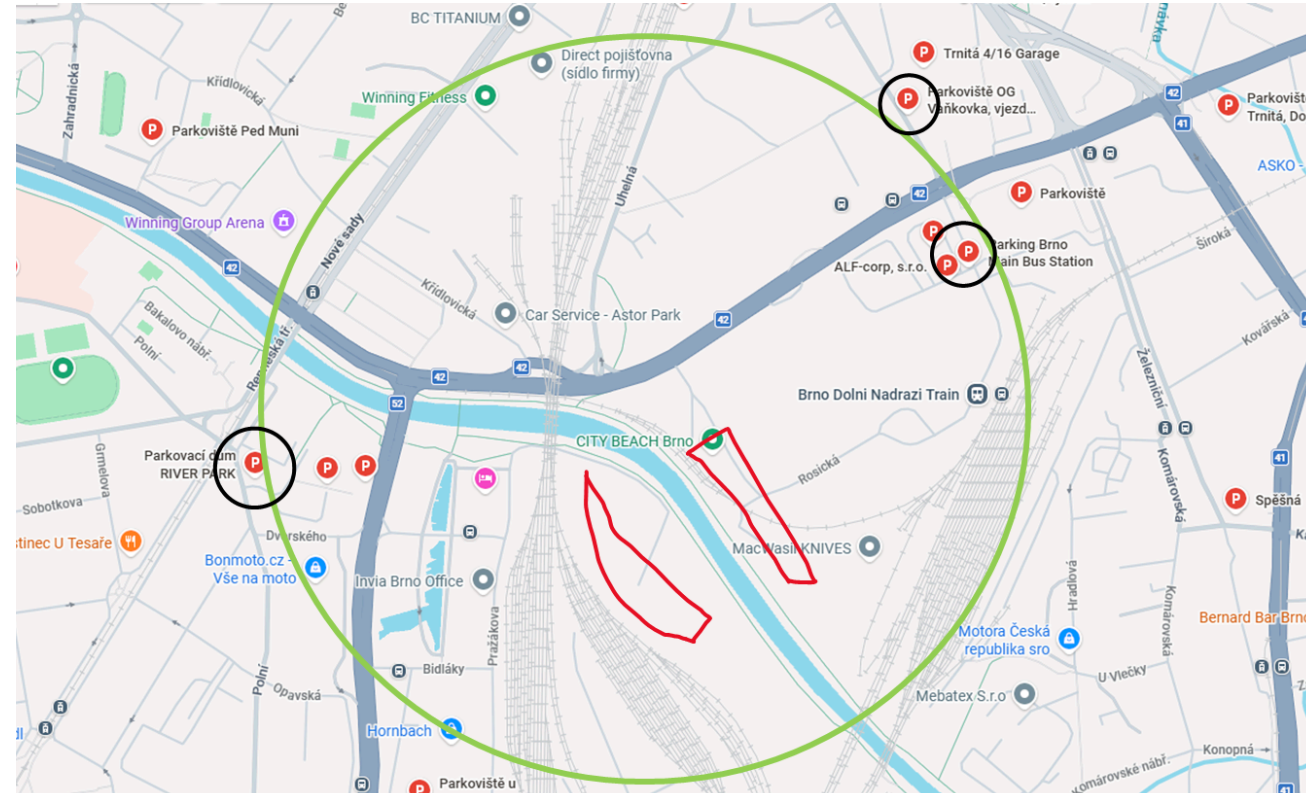 BC TITANIUM
Direct pojišťovna
(sídlo firmy)
Trnitá 4/16 Garage
Zahradnická
Křídlovická
Winning Fitness
Parkoviště OG
Vaňkovka, vjezd...
42
41
Parkoviště
Trnitá, Do
Parkoviště Ped Muni
ASKO -
Uhelná
Winning Group Arena
Nové sady
42
Parkoviště
Široká
42
Parking Brno
Main Bus Station
ALF-corp, s.r.o.
Křídlovická
Car Service - Astor Park
42
Kovářská
Bakalovo nábř.
Polní
Renneská tř.
42
42
Železniční
52
Brno Dolni Nadrazi Train
CITY BEACH Brno
Parkovací dům
RIVER PARK
Grmelova
Rosická
Komárovská
41
Sobotkova
Spěšná
stinec U Tesaře
Dvorského
MacWasil KNIVES
Bonmoto.cz -
Vše na moto
Invia Brno Office
Hradlová
Komárovská
Pražákova
Bernard Bar Brno
Motora Česká
republika sro
Bidláky
Polní
U Vlečky
Opavská
Mebatex S.r.o
Hornbach
Konopná
Komárovské nábř.
Parkoviště u
41